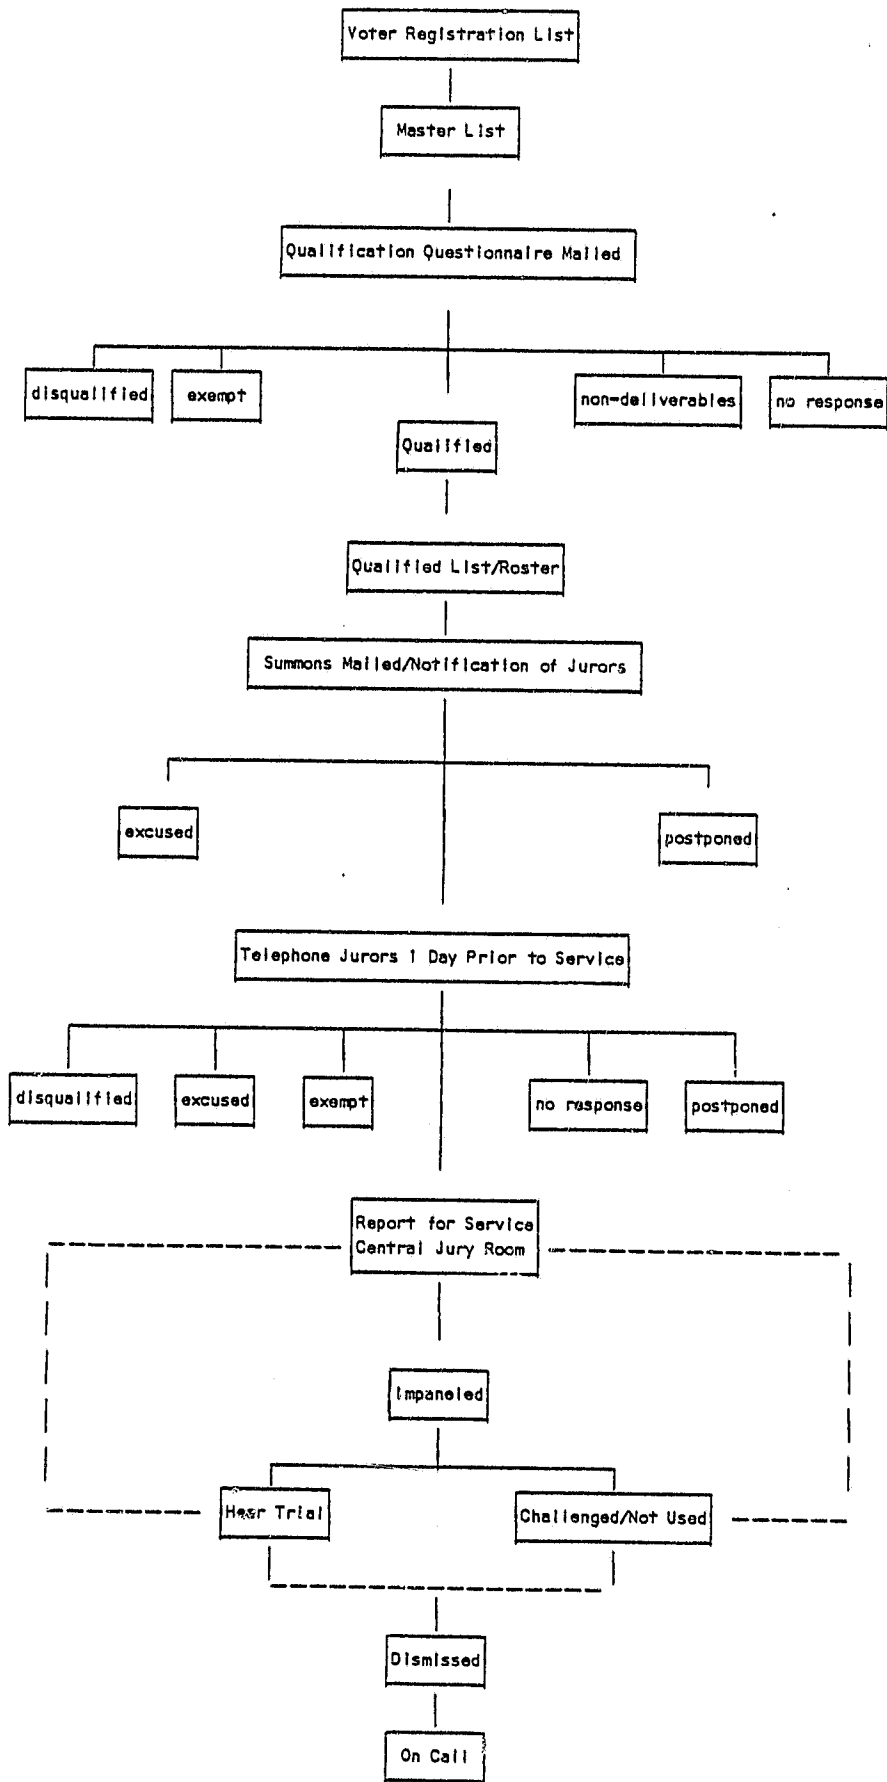 Voter Registration List
Master List
Qualification Questionnaire Mailed
disqualified
exempt
non-deliverables
no response
Qualified
Qualified List/Roster
Summons Mailed/Notification of Jurors
excused
postponed
Telephone Jurors 1 Day Prior to Service
disqualified
excused
exempt
no response
postponed
Report for Service
Central Jury Room
Impaneled
Hear Trial
Challenged/Not Used
Dismissed
On Call